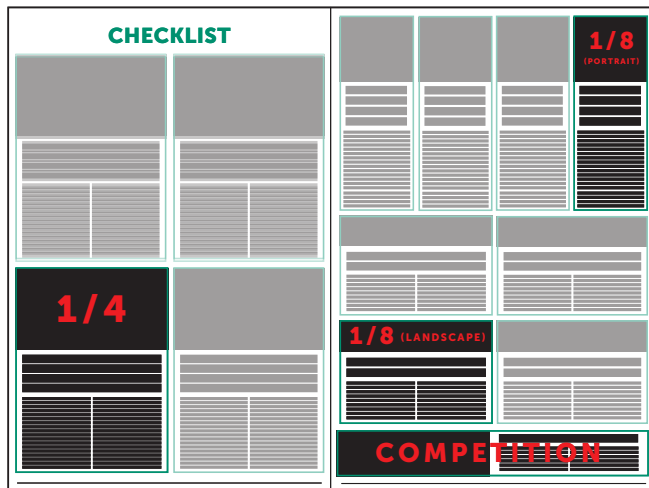 CHECKLIST
1/4
1/8
(PORTRAIT)
1/8 (LANDSCAPE)
COMPETITION